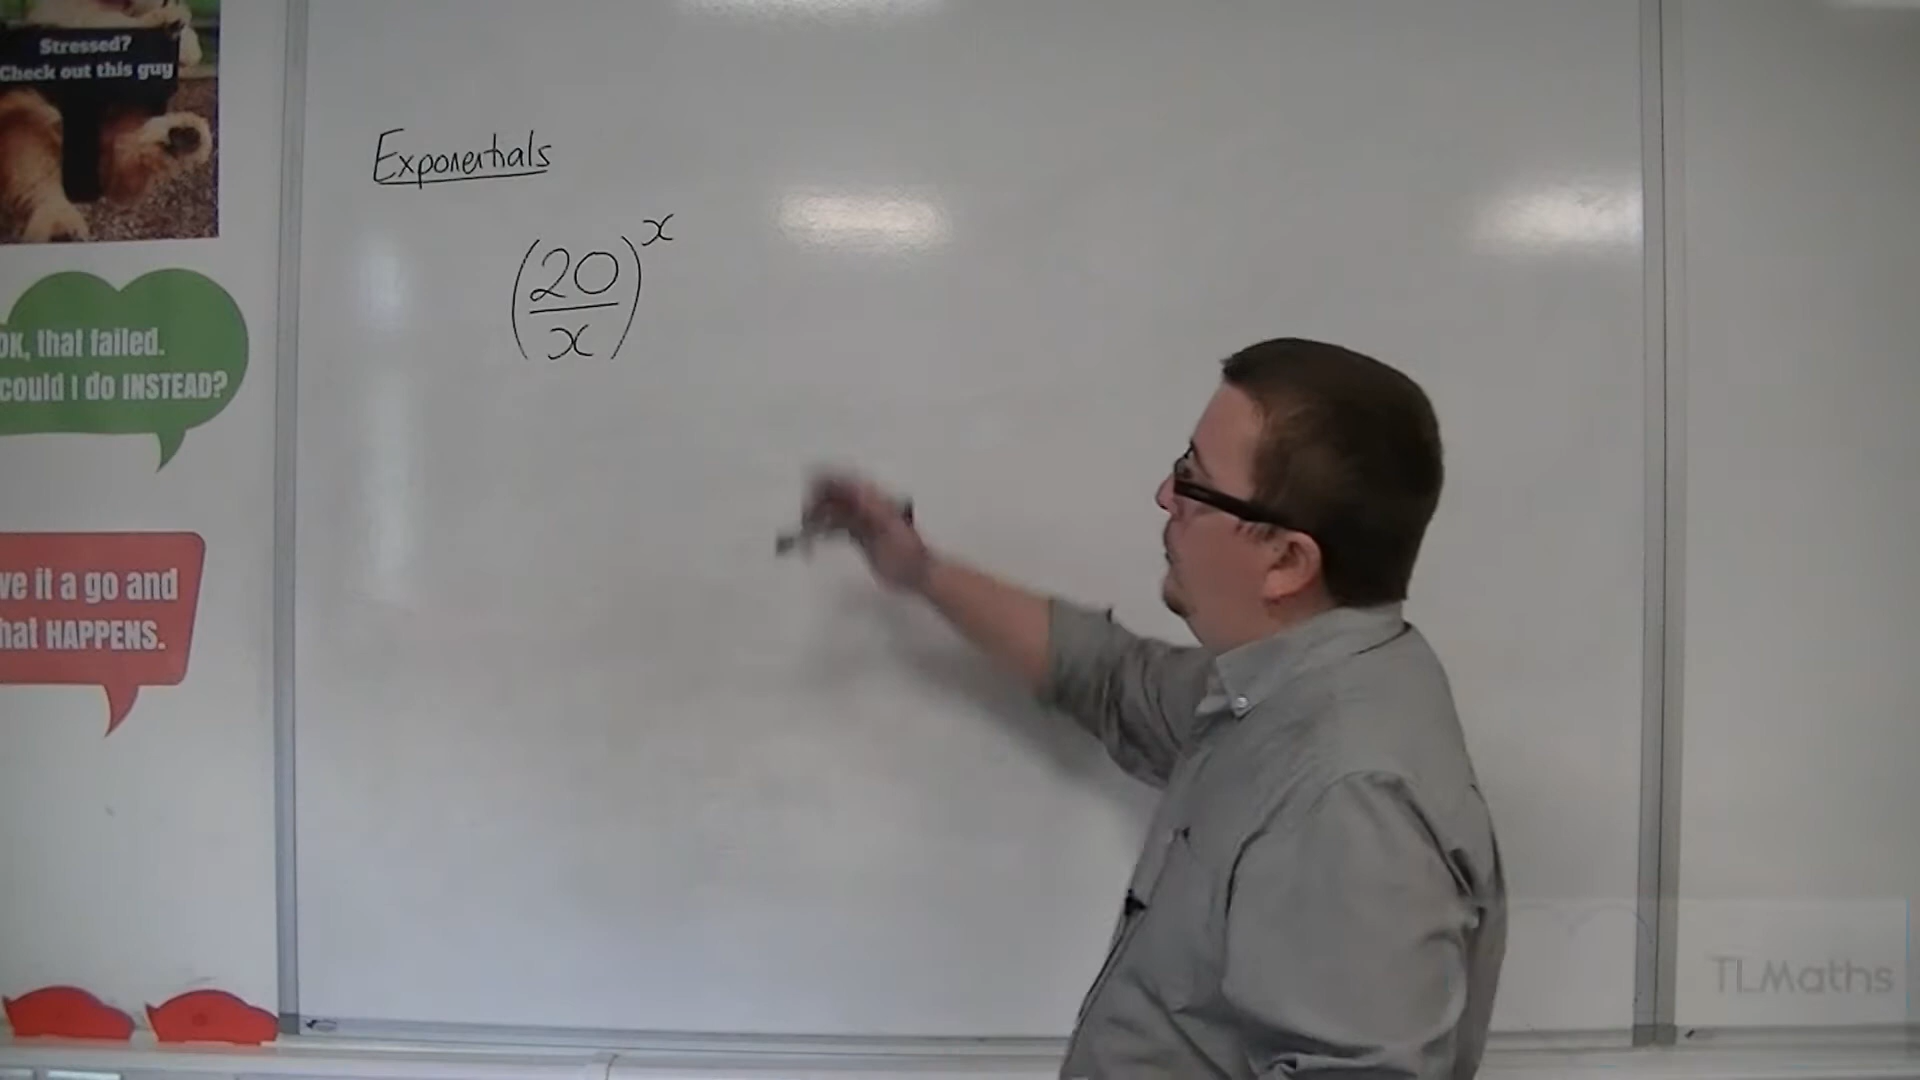 Stressed?
Check out this guy
Exponentials
(20/x)^x
OK, that failed.
could I do INSTEAD?
ve it a go and
hat HAPPENS.
TLMaths